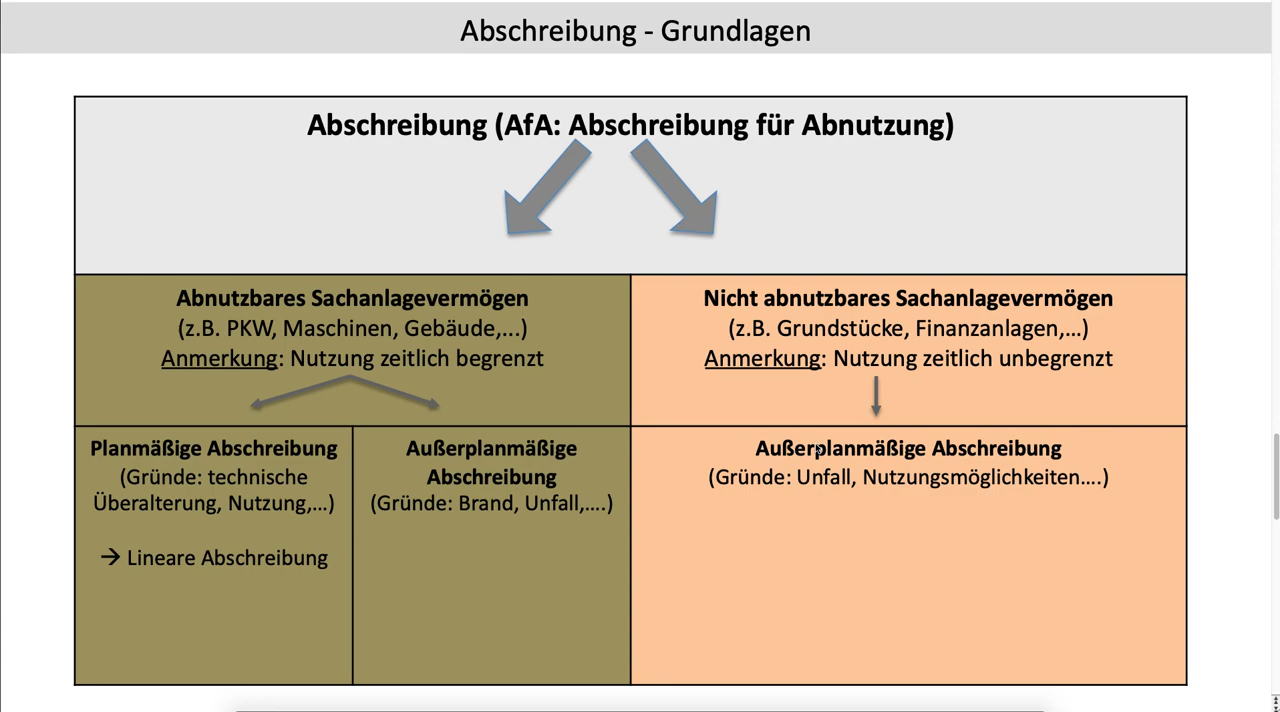 Abschreibung - Grundlagen
Abschreibung (AfA: Abschreibung für Abnutzung)
Abnutzbares Sachanlagevermögen
(z.B. PKW, Maschinen, Gebäude,...)
Anmerkung: Nutzung zeitlich begrenzt
Nicht abnutzbares Sachanlagevermögen
(z.B. Grundstücke, Finanzanlagen,...)
Anmerkung: Nutzung zeitlich unbegrenzt
Planmäßige Abschreibung
(Gründe: technische
Überalterung, Nutzung,...)
→ Lineare Abschreibung
Außerplanmäßige
Abschreibung
(Gründe: Brand, Unfall,....)
Außerplanmäßige Abschreibung
(Gründe: Unfall, Nutzungsmöglichkeiten....)